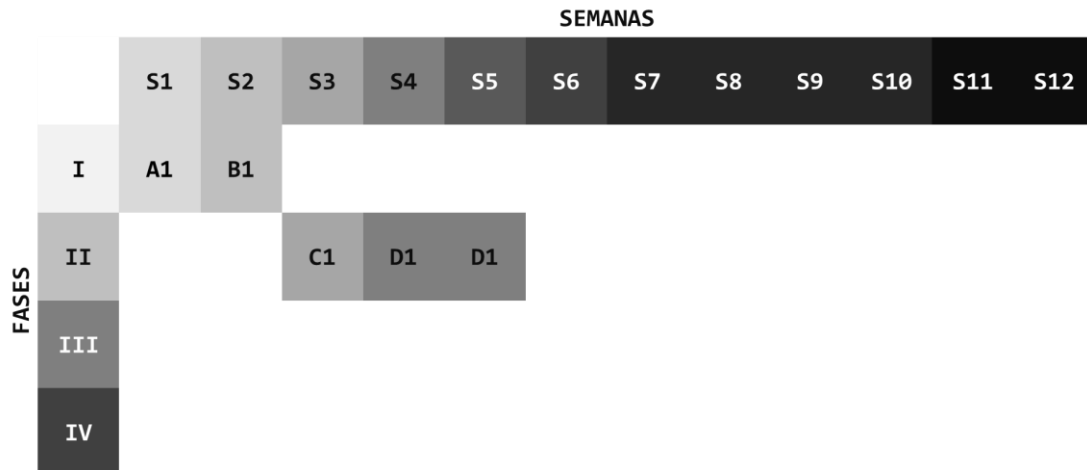 SEMANAS
S1 S2 S3 S4 S5 S6 S7 S8 S9 S10 S11 S12
I A1 B1
II C1 D1 D1
III
IV
FASES